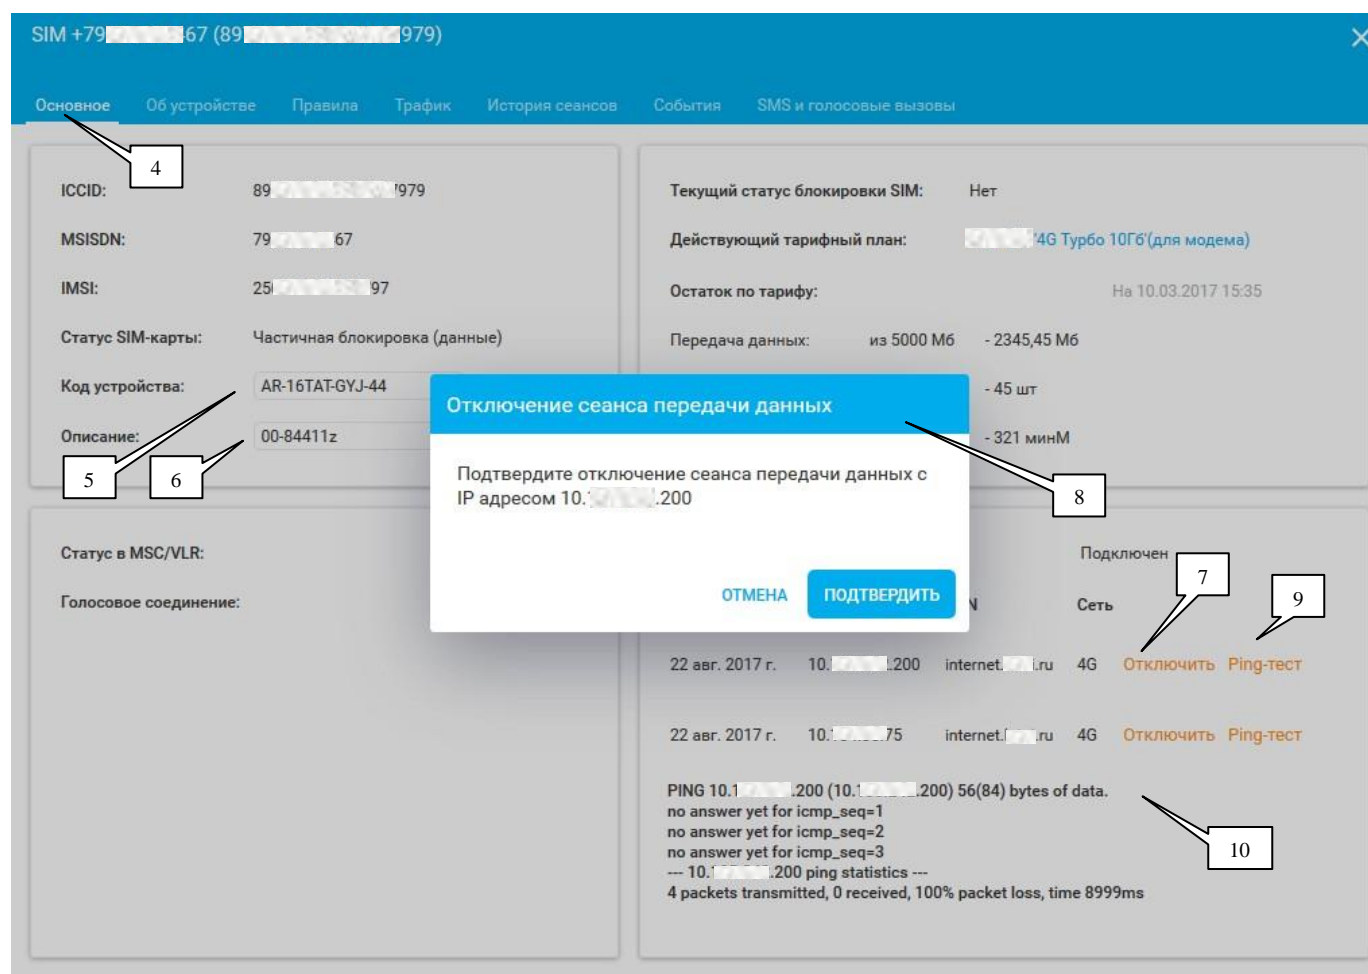 SIM +79 67 (89 979)
Основное Об устройстве Правила Трафик История сеансов События SMS и голосовые вызовы
4
ICCID: 89 7979
MSISDN: 79 67
IMSI: 25 97
Статус SIM-карты: Частичная блокировка (данные)
Код устройства: AR-16TAT-GYJ-44
Описание: 00-84411z
5
6
Текущий статус блокировки SIM: Нет
Действующий тарифный план: '4G Турбо 10Гб'(для модема)
Остаток по тарифу: На 10.03.2017 15:35
Передача данных: из 5000 Мб - 2345,45 Мб
- 45 шт
- 321 минМ
Отключение сеанса передачи данных
Подтвердите отключение сеанса передачи данных с
IP адресом 10. .200
ОТМЕНА ПОДТВЕРДИТЬ
8
Статус в MSC/VLR:
Голосовое соединение:
Подключен
7
9
N Сеть
22 авг. 2017 г. 10. .200 internet. .ru 4G Отключить Ping-тест
22 авг. 2017 г. 10. 75 internet. .ru 4G Отключить Ping-тест
PING 10.1 .200 (10. .200) 56(84) bytes of data.
no answer yet for icmp_seq=1
no answer yet for icmp_seq=2
no answer yet for icmp_seq=3
--- 10. .200 ping statistics ---
4 packets transmitted, 0 received, 100% packet loss, time 8999ms
10